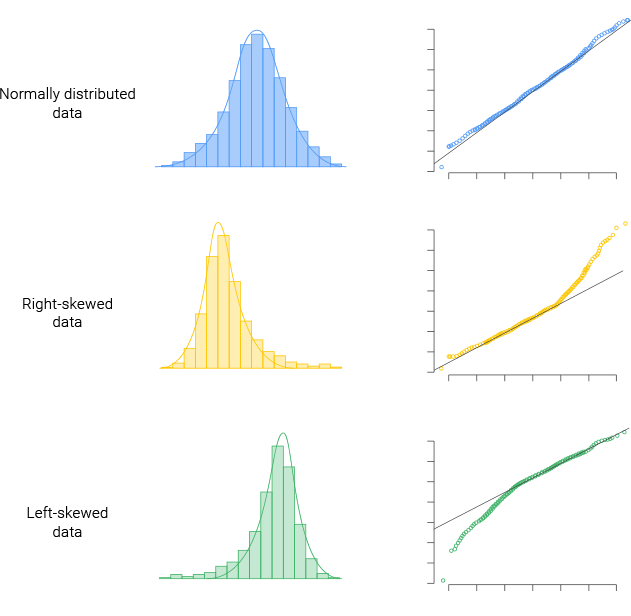 Normally distributed
data
Right-skewed
data
Left-skewed
data